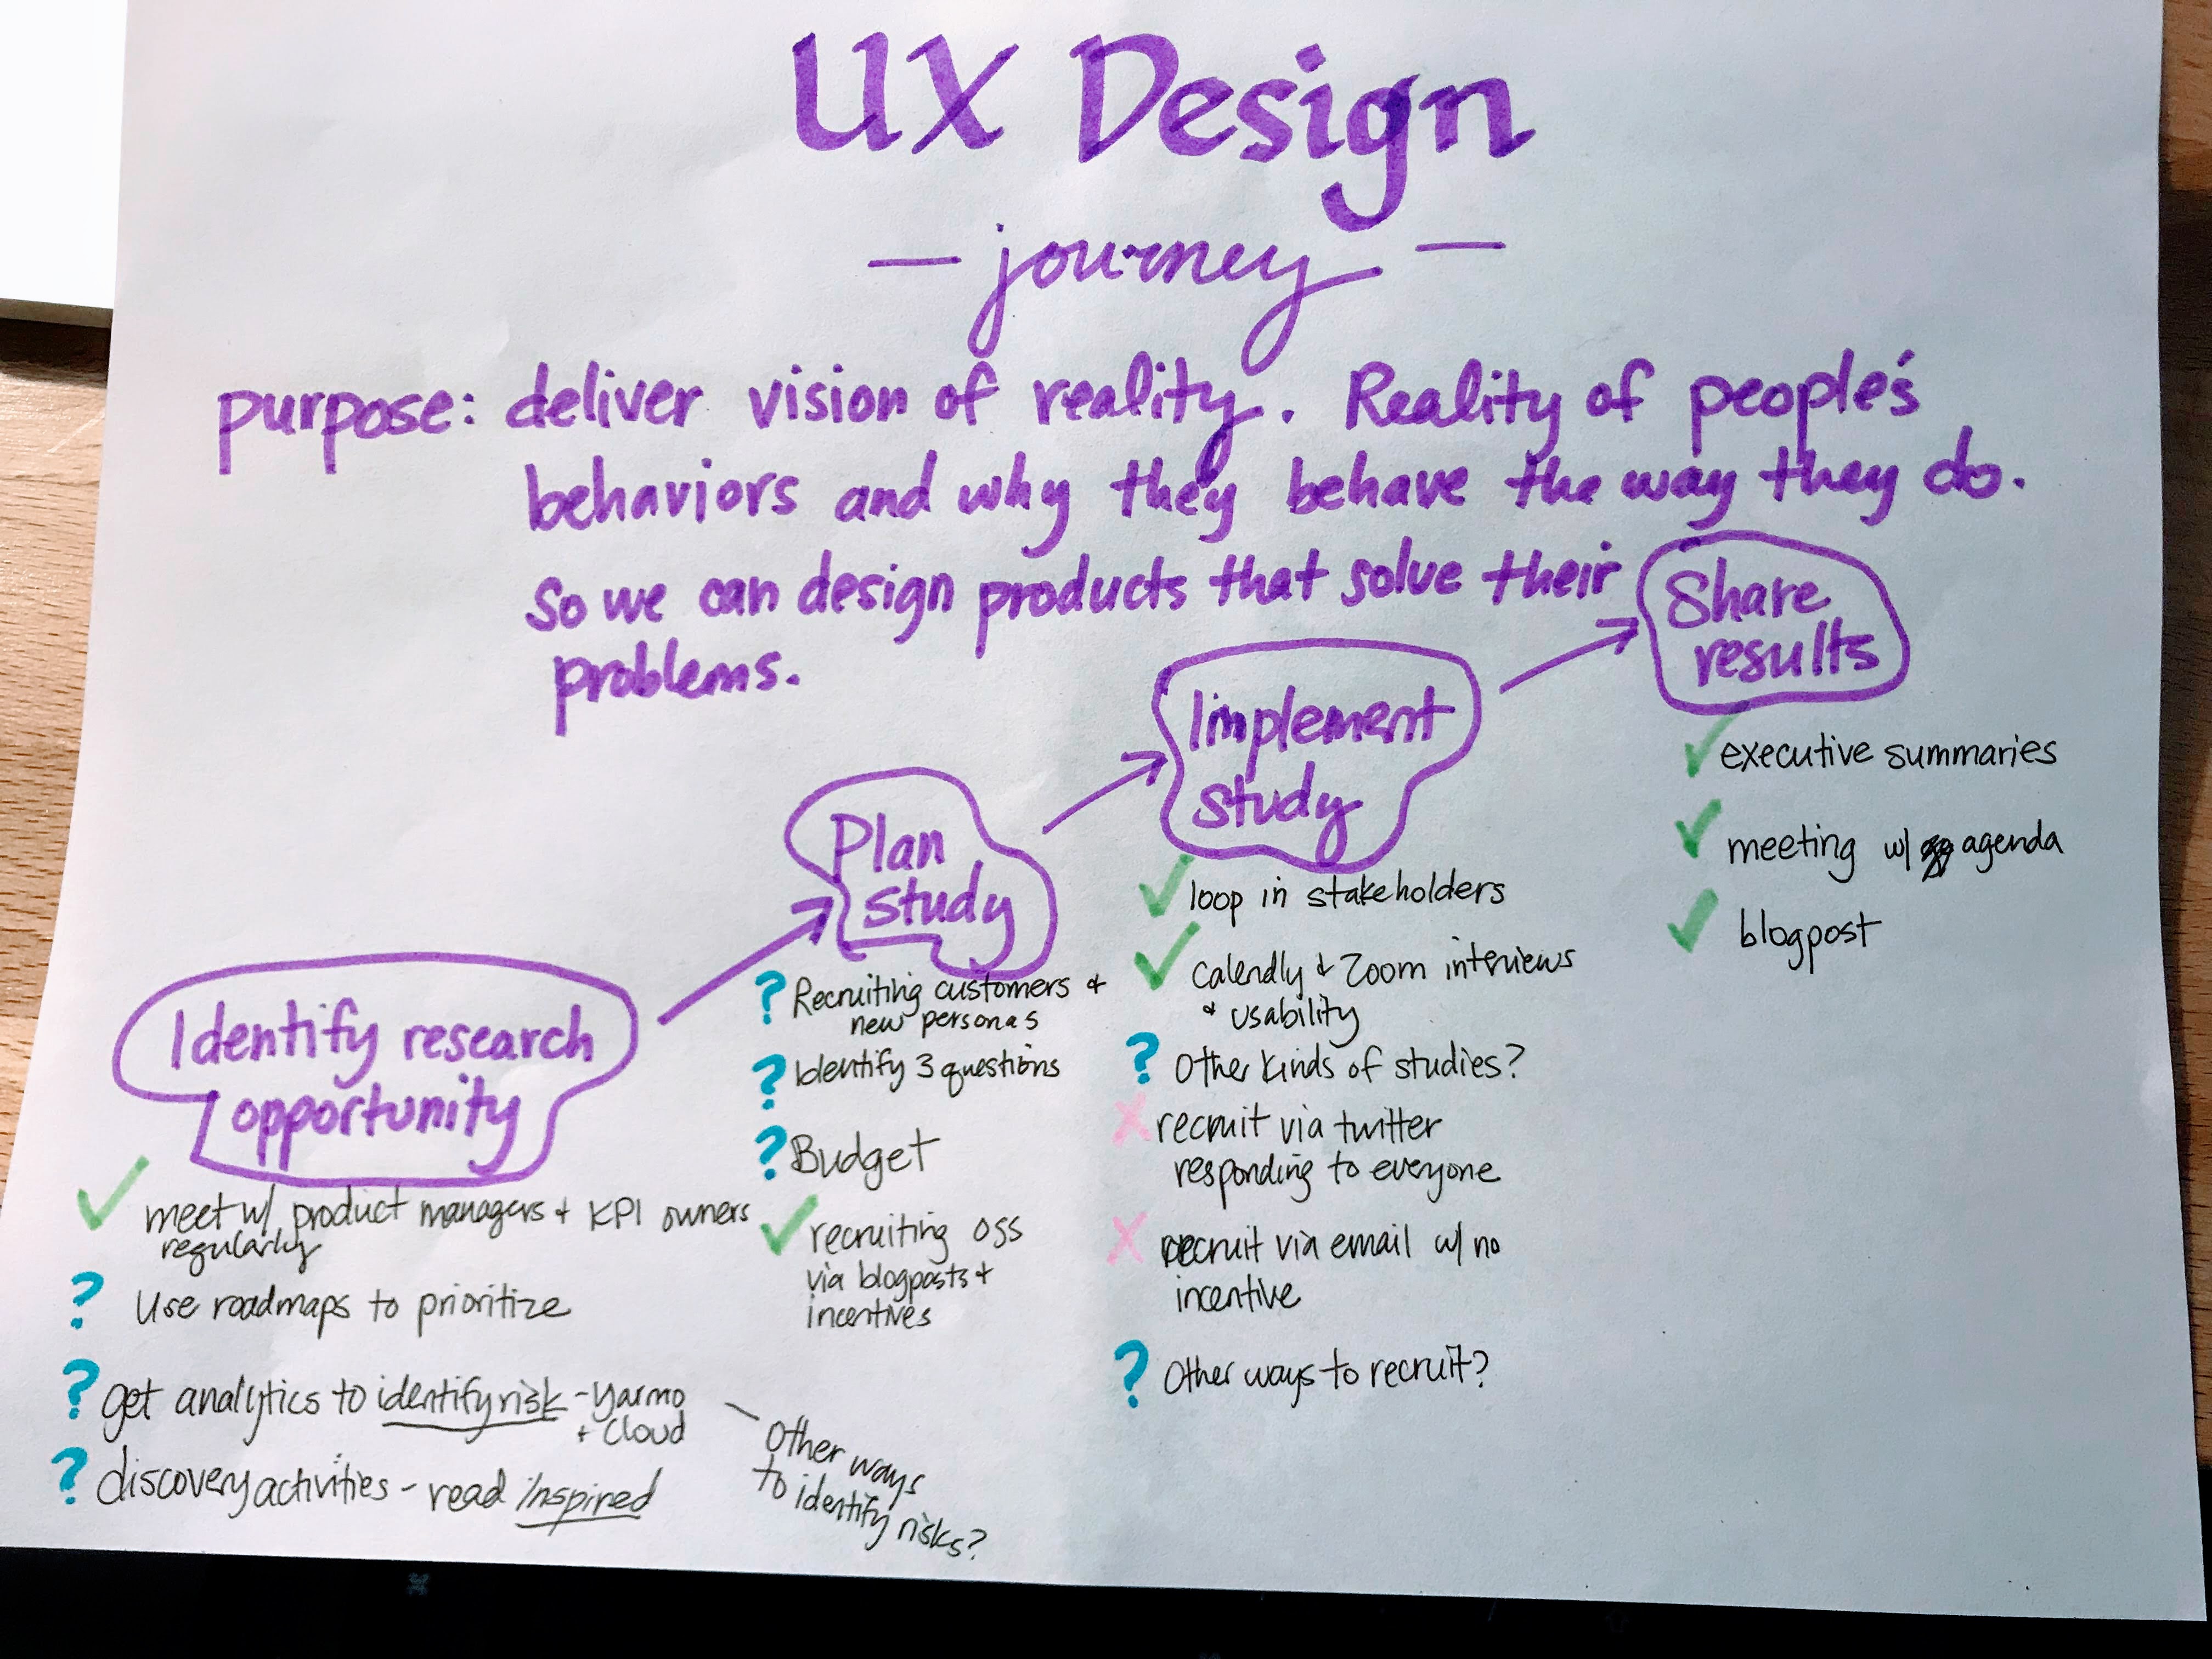 UX Design
– journey –
purpose: deliver vision of reality. Reality of people's
behaviors and why they behave the way they do.
So we can design products that solve their
problems.
Identify research
opportunity
✓ meet w/ product managers + KPI owners
regularly
? Use roadmaps to prioritize
? get analytics to identify risk - Yarmo
+ Cloud
Other ways
to identify risks?
? discovery activities - read Inspired
Plan
study
? Recruiting customers +
new personas
? Identify 3 questions
? Budget
✓ recruiting OSS
via blogposts +
incentives
Implement
study
✓ loop in stakeholders
✓ Calendly + Zoom interviews
+ usability
? Other kinds of studies?
X recruit via twitter
responding to everyone
X recruit via email w/ no
incentive
? Other ways to recruit?
Share
results
✓ executive summaries
✓ meeting w/ agenda
✓ blogpost